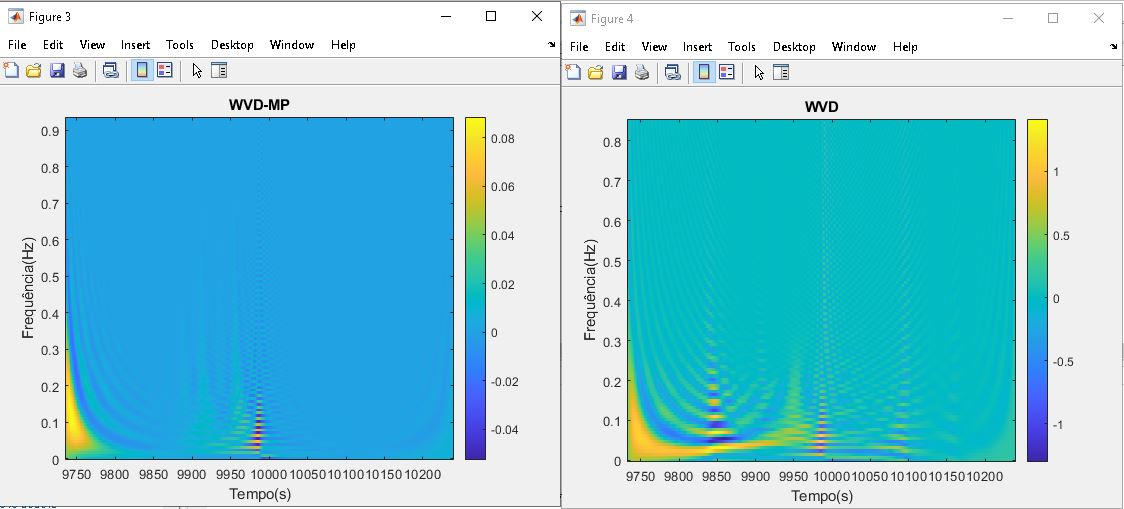 Figure 3
File Edit View Insert Tools Desktop Window Help
WVD-MP
0.9
0.8
0.7
0.6
0.5
0.4
0.3
0.2
0.1
0
Frequência(Hz)
9750 9800 9850 9900 9950 10000 10050 10100 10150 10200
Tempo(s)
0.08
0.06
0.04
0.02
0
-0.02
-0.04
Figure 4
File Edit View Insert Tools Desktop Window Help
WVD
0.8
0.7
0.6
0.5
0.4
0.3
0.2
0.1
0
Frequência(Hz)
9750 9800 9850 9900 9950 10000 10050 10100 10150 10200
Tempo(s)
1
0.5
0
-0.5
-1